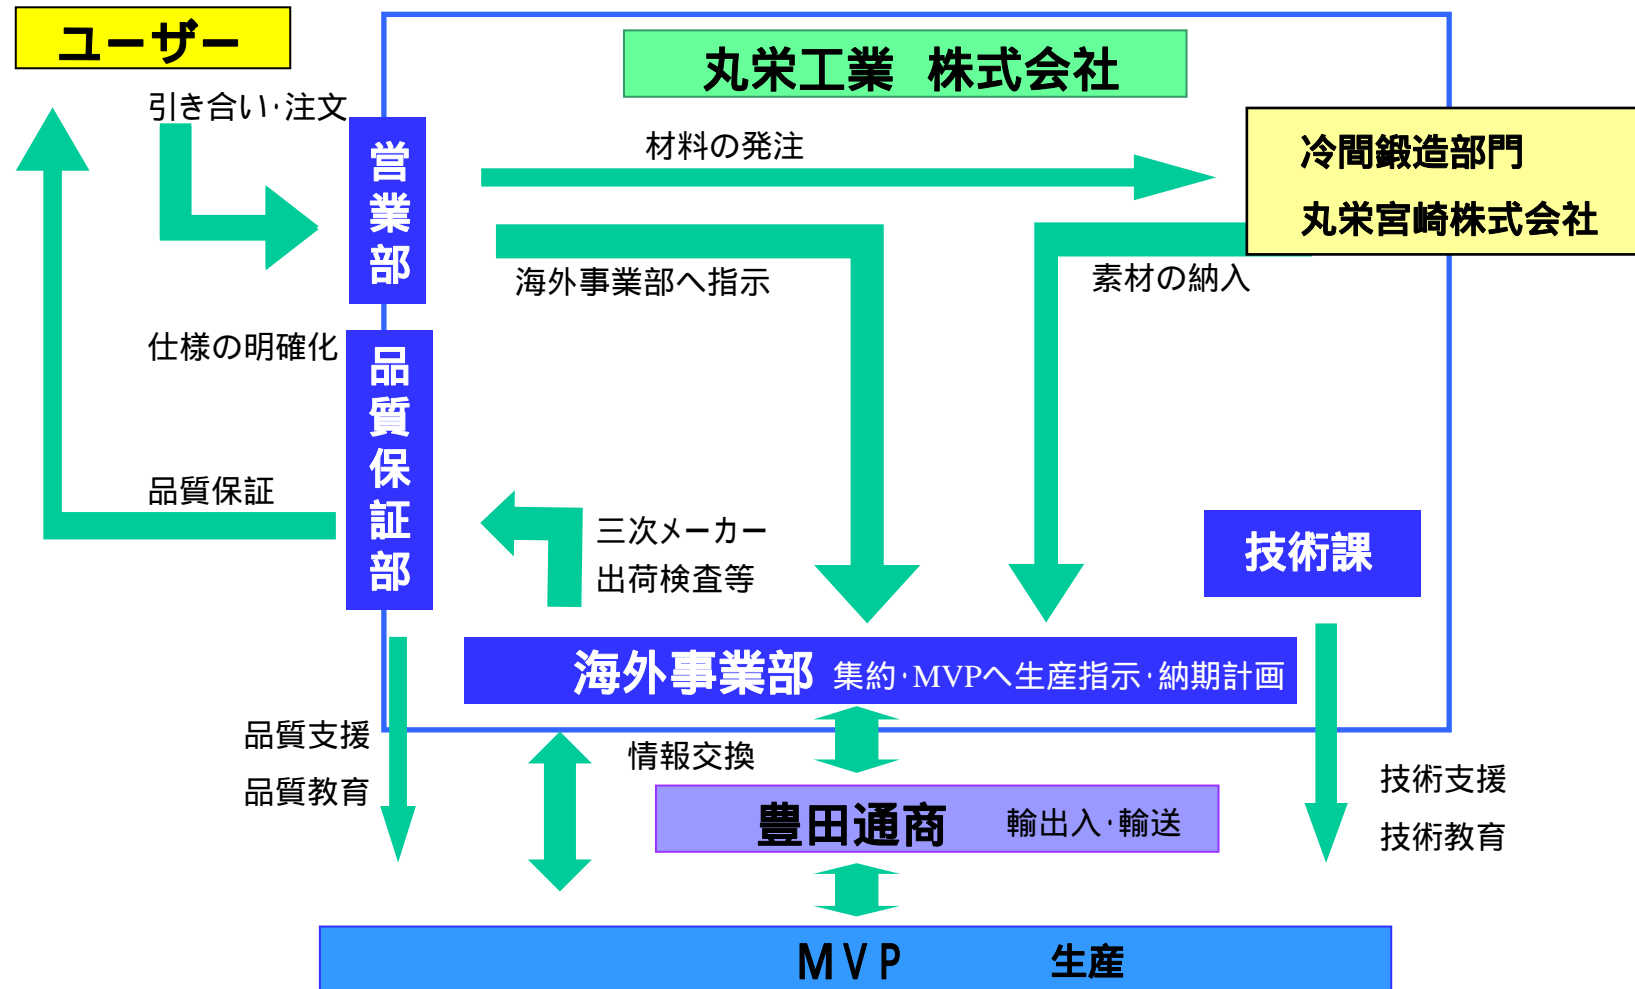 ユーザー
丸栄工業 株式会社
引き合い・注文
営業部
材料の発注
冷間鍛造部門
丸栄宮崎株式会社
海外事業部へ指示
素材の納入
仕様の明確化
品質保証部
品質保証
三次メーカー
出荷検査等
技術課
海外事業部 集約・MVPへ生産指示・納期計画
品質支援
品質教育
情報交換
豊田通商 輸出入・輸送
技術支援
技術教育
MVP 生産